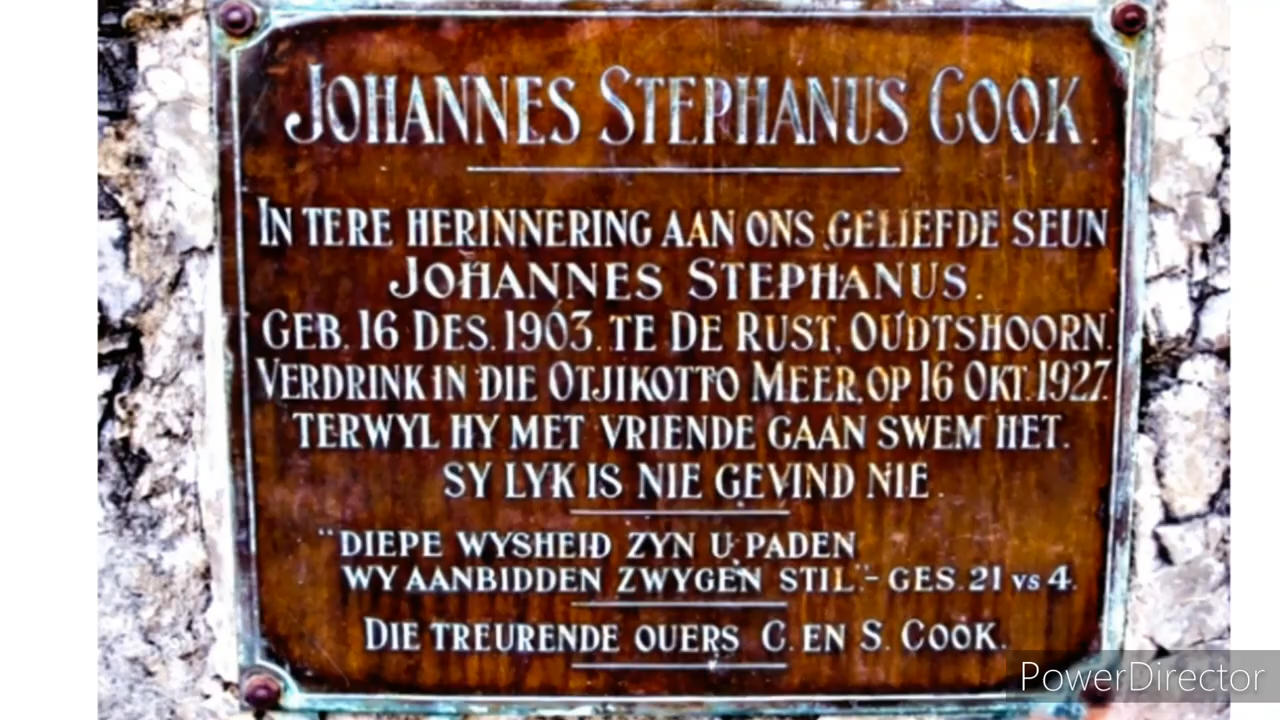 JOHANNES STEPHANUS COOK.
IN TERE HERINNERING AAN ONS GELIEFDE SEUN
JOHANNES STEPHANUS.
GEB. 16 DES. 1903. TE DE RUST, OUDTSHOORN.
VERDRINK IN DIE OTJIKOTTO MEER, OP 16 OKT. 1927.
TERWYL HY MET VRIENDE GAAN SWEM HET.
SY LYK IS NIE GEVIND NIE.
"DIEPE WYSHEID ZYN U PADEN
WY AANBIDDEN ZWYGEN STIL."- GES. 21 vs 4.
DIE TREURENDE OUERS C. EN S. COOK.
PowerDirector